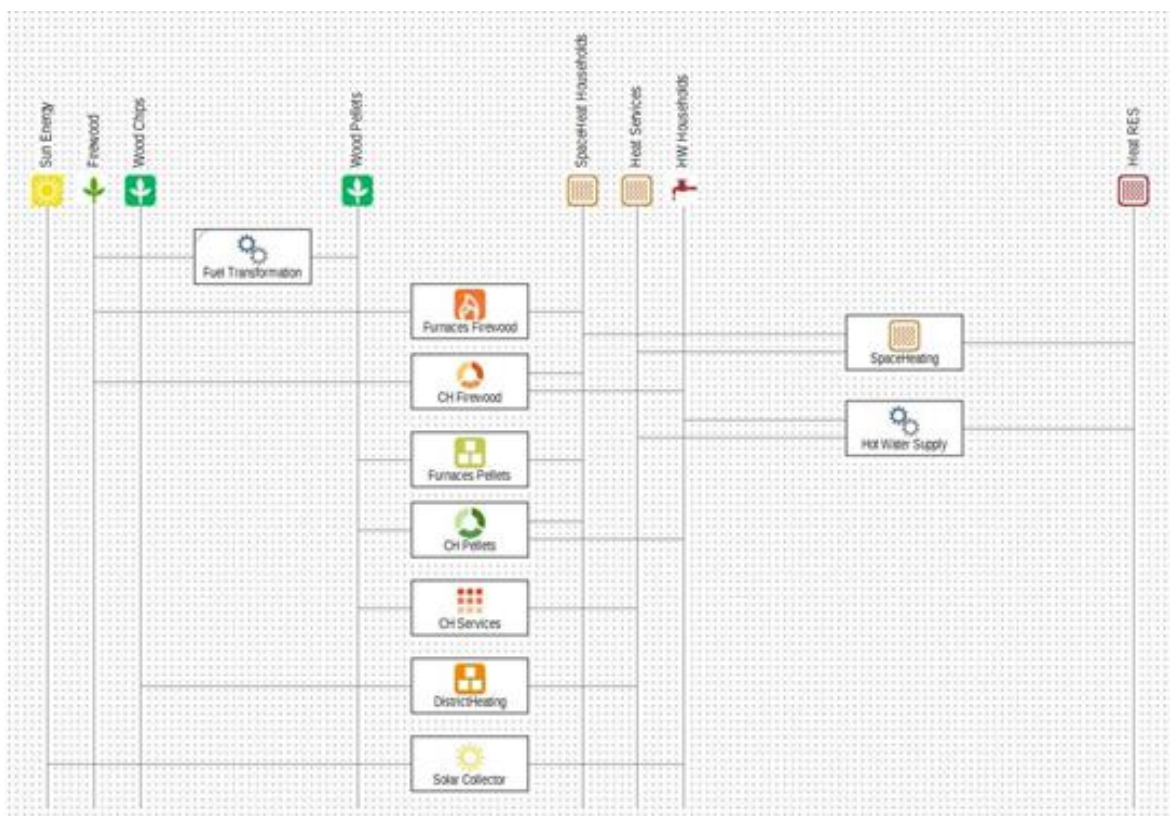 Sun Energy
Firewood
Wood Chips
Wood Pellets
SpaceHeat Households
Heat Services
HW Households
Heat RES
Fuel Transformation
Furnaces Firewood
SpaceHeating
CH Firewood
Hot Water Supply
Furnaces Pellets
CH Pellets
CH Services
DistrictHeating
Solar Collector